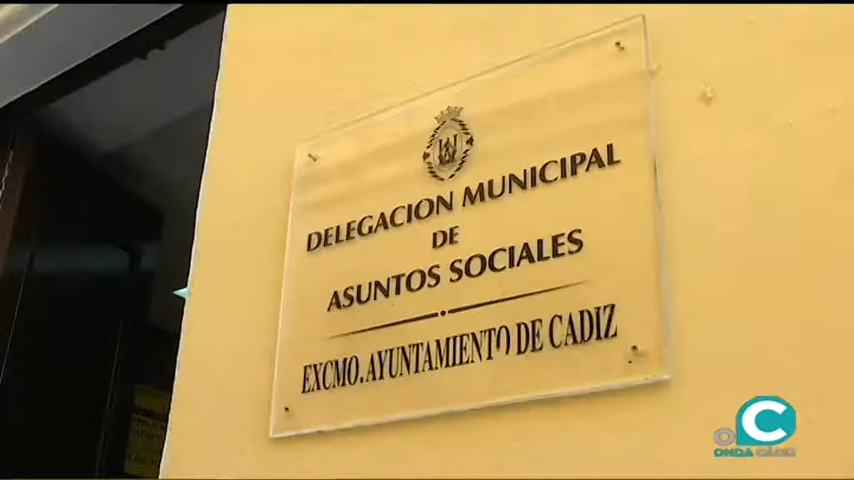 DELEGACION MUNICIPAL
DE
ASUNTOS SOCIALES
EXCMO. AYUNTAMIENTO DE CADIZ
C
ONDA CÁDIZ